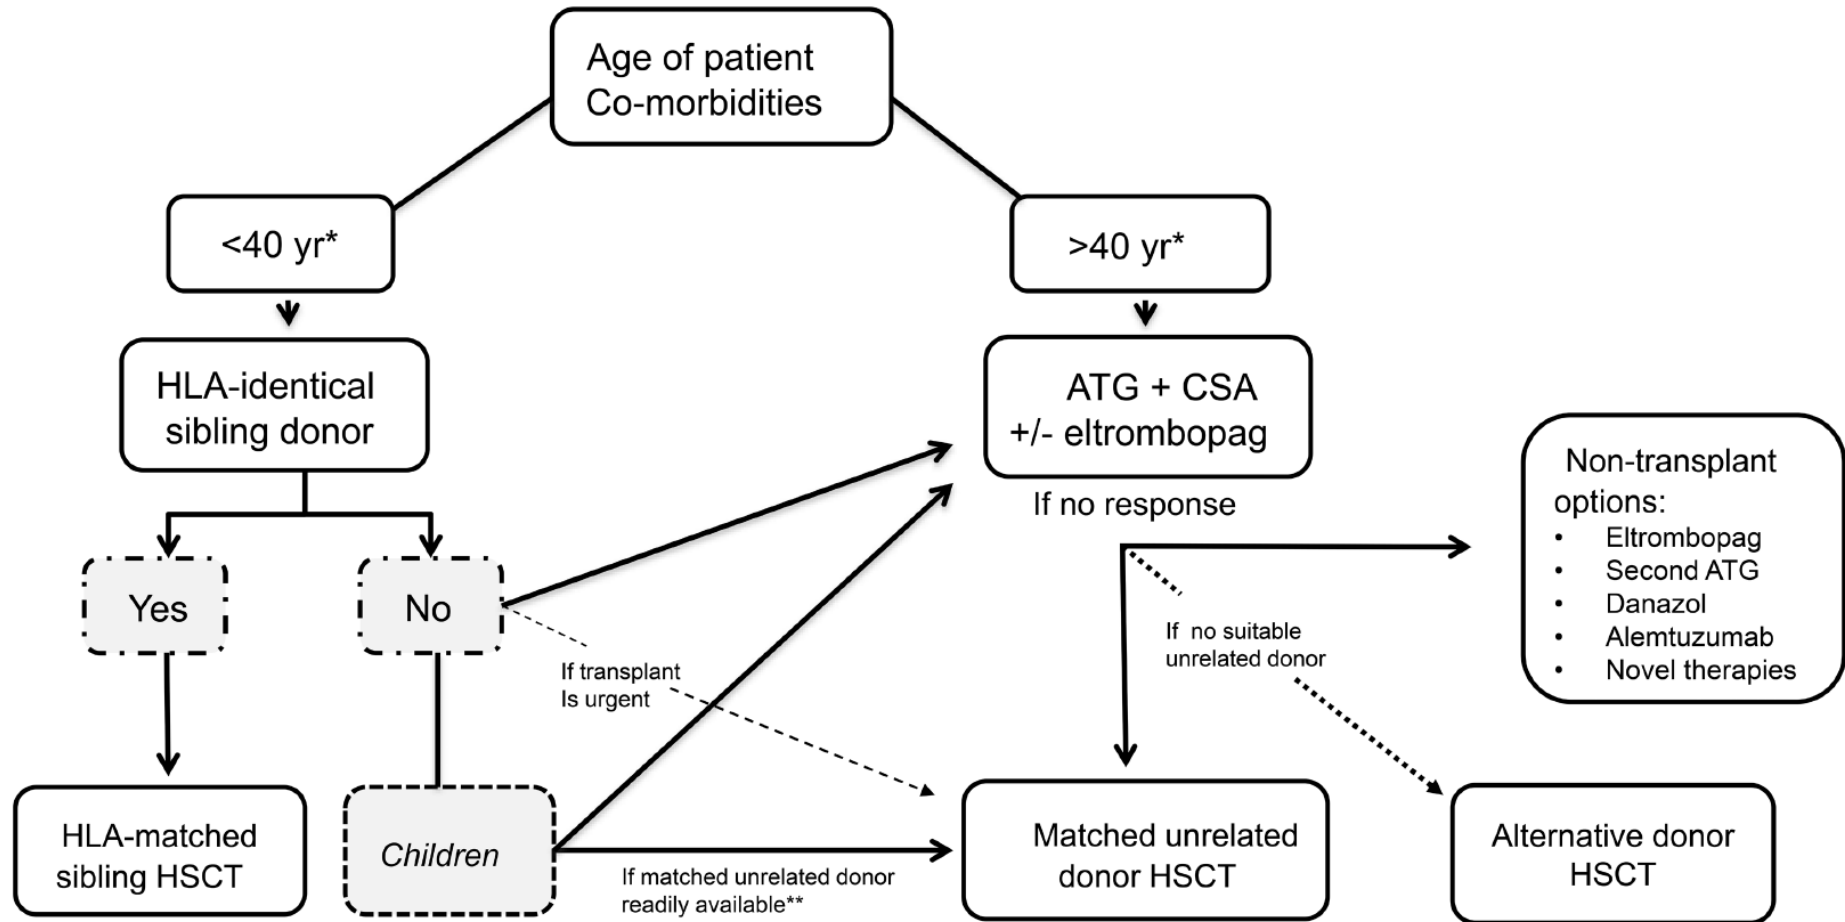 Age of patient
Co-morbidities
<40 yr*
>40 yr*
HLA-identical
sibling donor
ATG + CSA
+/- eltrombopag
If no response
Non-transplant
options:
• Eltrombopag
• Second ATG
• Danazol
• Alemtuzumab
• Novel therapies
Yes
No
If transplant
Is urgent
If no suitable
unrelated donor
HLA-matched
sibling HSCT
Children
If matched unrelated donor
readily available**
Matched unrelated
donor HSCT
Alternative donor
HSCT